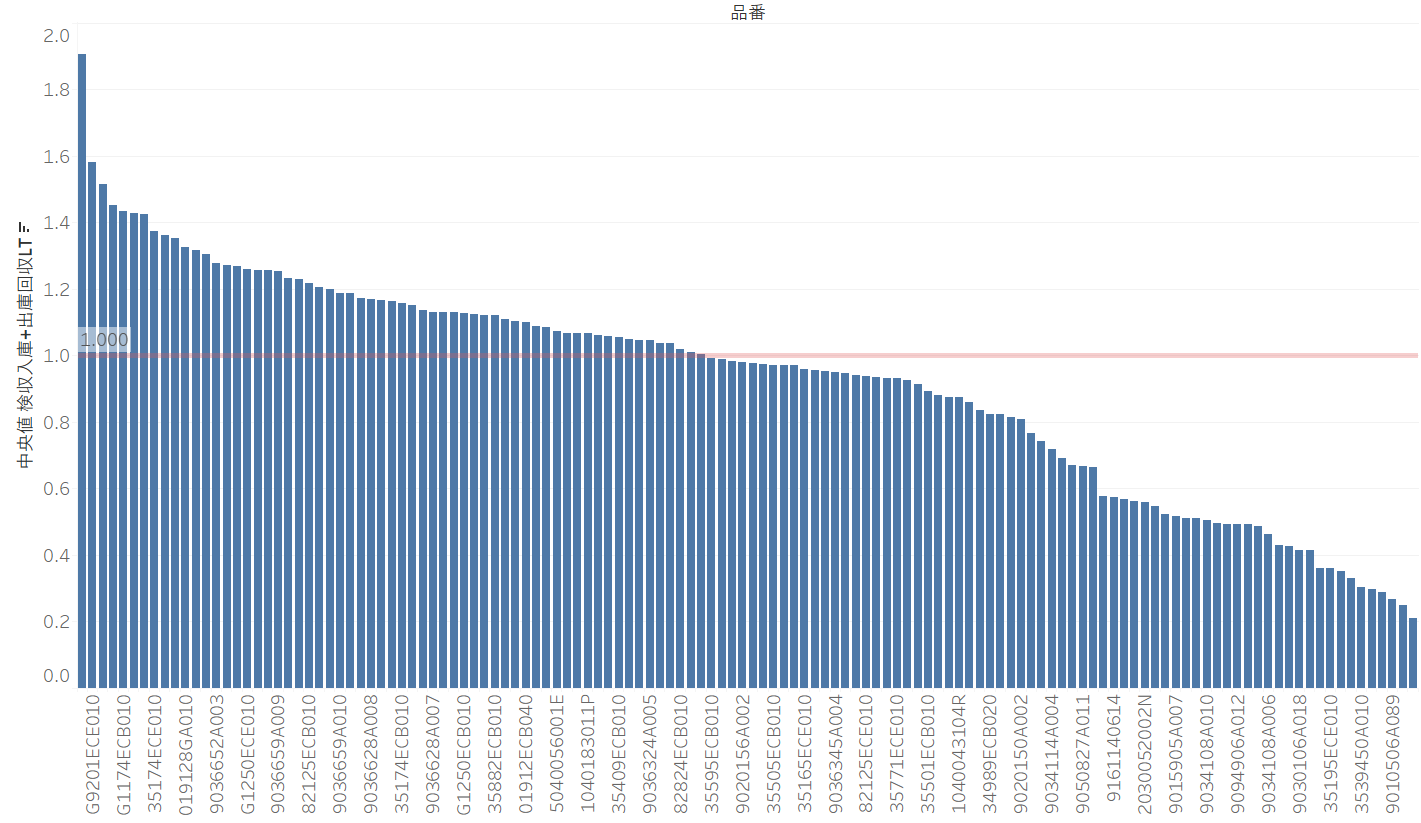 品番
2.0
1.8
1.6
1.4
1.2
1.0
0.8
0.6
0.4
0.2
0.0
中央値 検収入庫+出庫回収LT
1.000
G9201ECE010
G1174ECB010
35174ECE010
019128GA010
9036652A003
G1250ECE010
9036659A009
82125ECB010
9036659A010
9036628A008
35174ECB010
9036628A007
G1250ECB010
35882ECB010
01912ECB040
5040056001E
1040183011P
35409ECB010
9036324A005
82824ECB010
35595ECB010
9020156A002
35505ECB010
35165ECE010
9036345A004
82125ECE010
35771ECE010
35501ECB010
1040043104R
34989ECB020
9020150A002
9034114A004
9050827A011
9161140614
2030052002N
9015905A007
9034108A010
9094906A012
9034108A006
9030106A018
35195ECE010
3539450A010
9010506A089